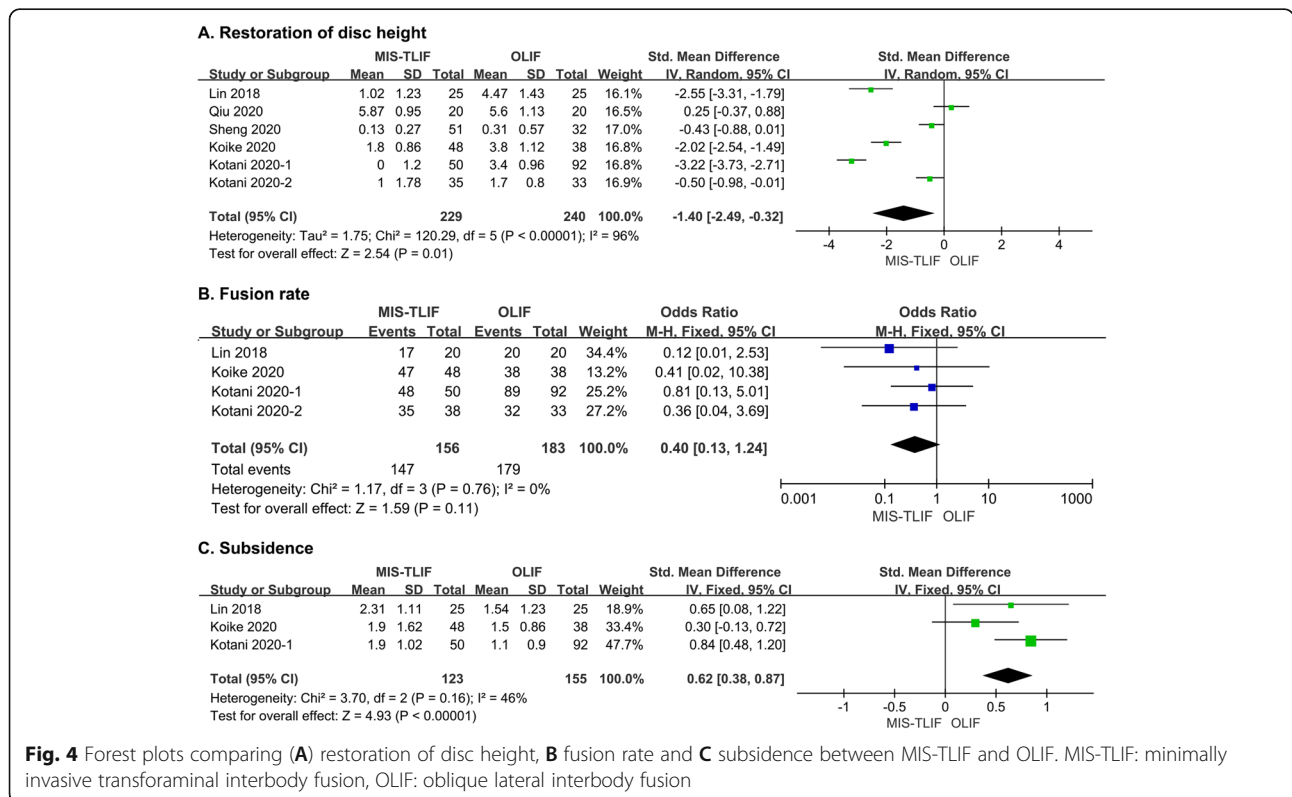 A. Restoration of disc height
MIS-TLIF OLIF Std. Mean Difference Std. Mean Difference
Study or Subgroup Mean SD Total Mean SD Total Weight IV, Random, 95% CI IV, Random, 95% CI
Lin 2018 1.02 1.23 25 4.47 1.43 25 16.1% -2.55 [-3.31, -1.79]
Qiu 2020 5.87 0.95 20 5.6 1.13 20 16.5% 0.25 [-0.37, 0.88]
Sheng 2020 0.13 0.27 51 0.31 0.57 32 17.0% -0.43 [-0.88, 0.01]
Koike 2020 1.8 0.86 48 3.8 1.12 38 16.8% -2.02 [-2.54, -1.49]
Kotani 2020-1 0 1.2 50 3.4 0.96 92 16.8% -3.22 [-3.73, -2.71]
Kotani 2020-2 1 1.78 35 1.7 0.8 33 16.9% -0.50 [-0.98, -0.01]
Total (95% CI) 229 240 100.0% -1.40 [-2.49, -0.32]
Heterogeneity: Tau² = 1.75; Chi² = 120.29, df = 5 (P < 0.00001); I² = 96%
Test for overall effect: Z = 2.54 (P = 0.01)
-4 -2 0 2 4
MIS-TLIF OLIF
B. Fusion rate
MIS-TLIF OLIF Odds Ratio Odds Ratio
Study or Subgroup Events Total Events Total Weight M-H, Fixed, 95% CI M-H, Fixed, 95% CI
Lin 2018 17 20 20 20 34.4% 0.12 [0.01, 2.53]
Koike 2020 47 48 38 38 13.2% 0.41 [0.02, 10.38]
Kotani 2020-1 48 50 89 92 25.2% 0.81 [0.13, 5.01]
Kotani 2020-2 35 38 32 33 27.2% 0.36 [0.04, 3.69]
Total (95% CI) 156 183 100.0% 0.40 [0.13, 1.24]
Total events 147 179
Heterogeneity: Chi² = 1.17, df = 3 (P = 0.76); I² = 0%
Test for overall effect: Z = 1.59 (P = 0.11)
0.001 0.1 1 10 1000
MIS-TLIF OLIF
C. Subsidence
MIS-TLIF OLIF Std. Mean Difference Std. Mean Difference
Study or Subgroup Mean SD Total Mean SD Total Weight IV, Fixed, 95% CI IV, Fixed, 95% CI
Lin 2018 2.31 1.11 25 1.54 1.23 25 18.9% 0.65 [0.08, 1.22]
Koike 2020 1.9 1.62 48 1.5 0.86 38 33.4% 0.30 [-0.13, 0.72]
Kotani 2020-1 1.9 1.02 50 1.1 0.9 92 47.7% 0.84 [0.48, 1.20]
Total (95% CI) 123 155 100.0% 0.62 [0.38, 0.87]
Heterogeneity: Chi² = 3.70, df = 2 (P = 0.16); I² = 46%
Test for overall effect: Z = 4.93 (P < 0.00001)
-1 -0.5 0 0.5 1
MIS-TLIF OLIF
Fig. 4 Forest plots comparing (A) restoration of disc height, B fusion rate and C subsidence between MIS-TLIF and OLIF. MIS-TLIF: minimally
invasive transforaminal interbody fusion, OLIF: oblique lateral interbody fusion